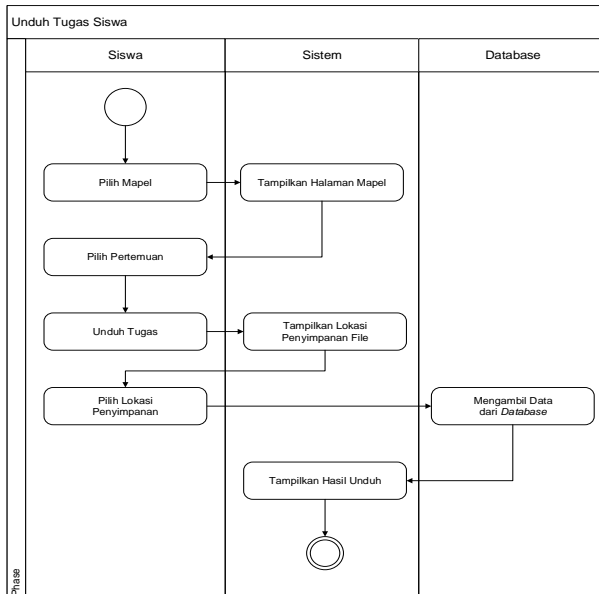 Unduh Tugas Siswa
Siswa
Sistem
Database
Pilih Mapel
Tampilkan Halaman Mapel
Pilih Pertemuan
Unduh Tugas
Tampilkan Lokasi
Penyimpanan File
Pilih Lokasi
Penyimpanan
Mengambil Data
dari Database
Tampilkan Hasil Unduh
Phase